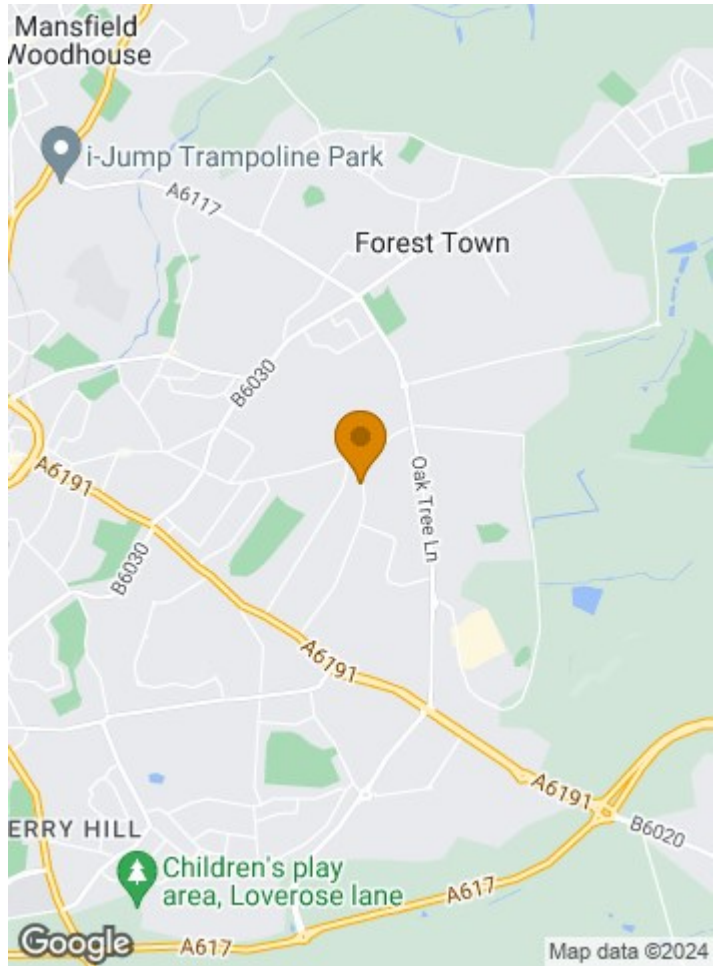 Mansfield
Woodhouse
i-Jump Trampoline Park
A6117
Forest Town
B6030
A6191
Oak Tree Ln
B6030
A6191
A6191
B6020
ERRY HILL
Children's play
area, Loverose lane
A617
A617
Google
Map data ©2024